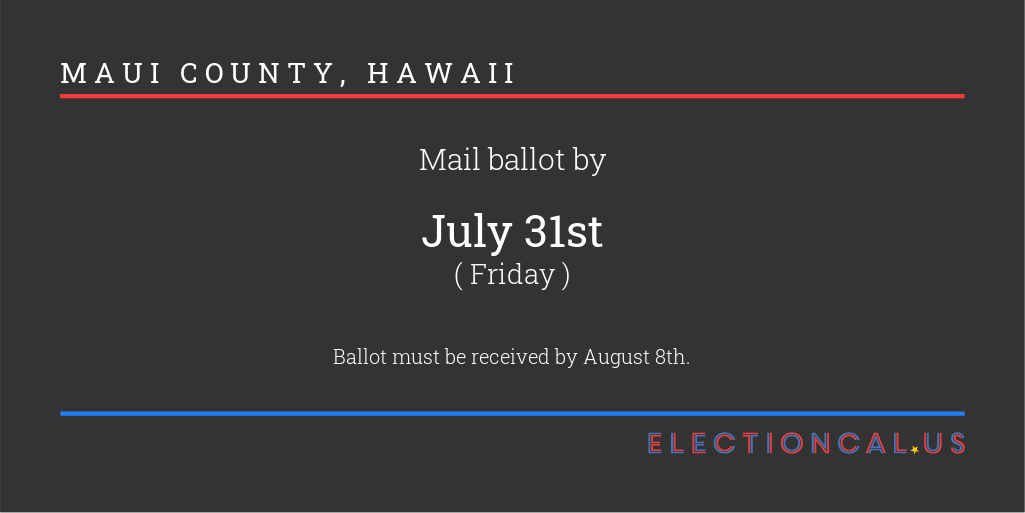 MAUI COUNTY, HAWAII
Mail ballot by
July 31st
( Friday )
Ballot must be received by August 8th.
ELECTIONCAL.US